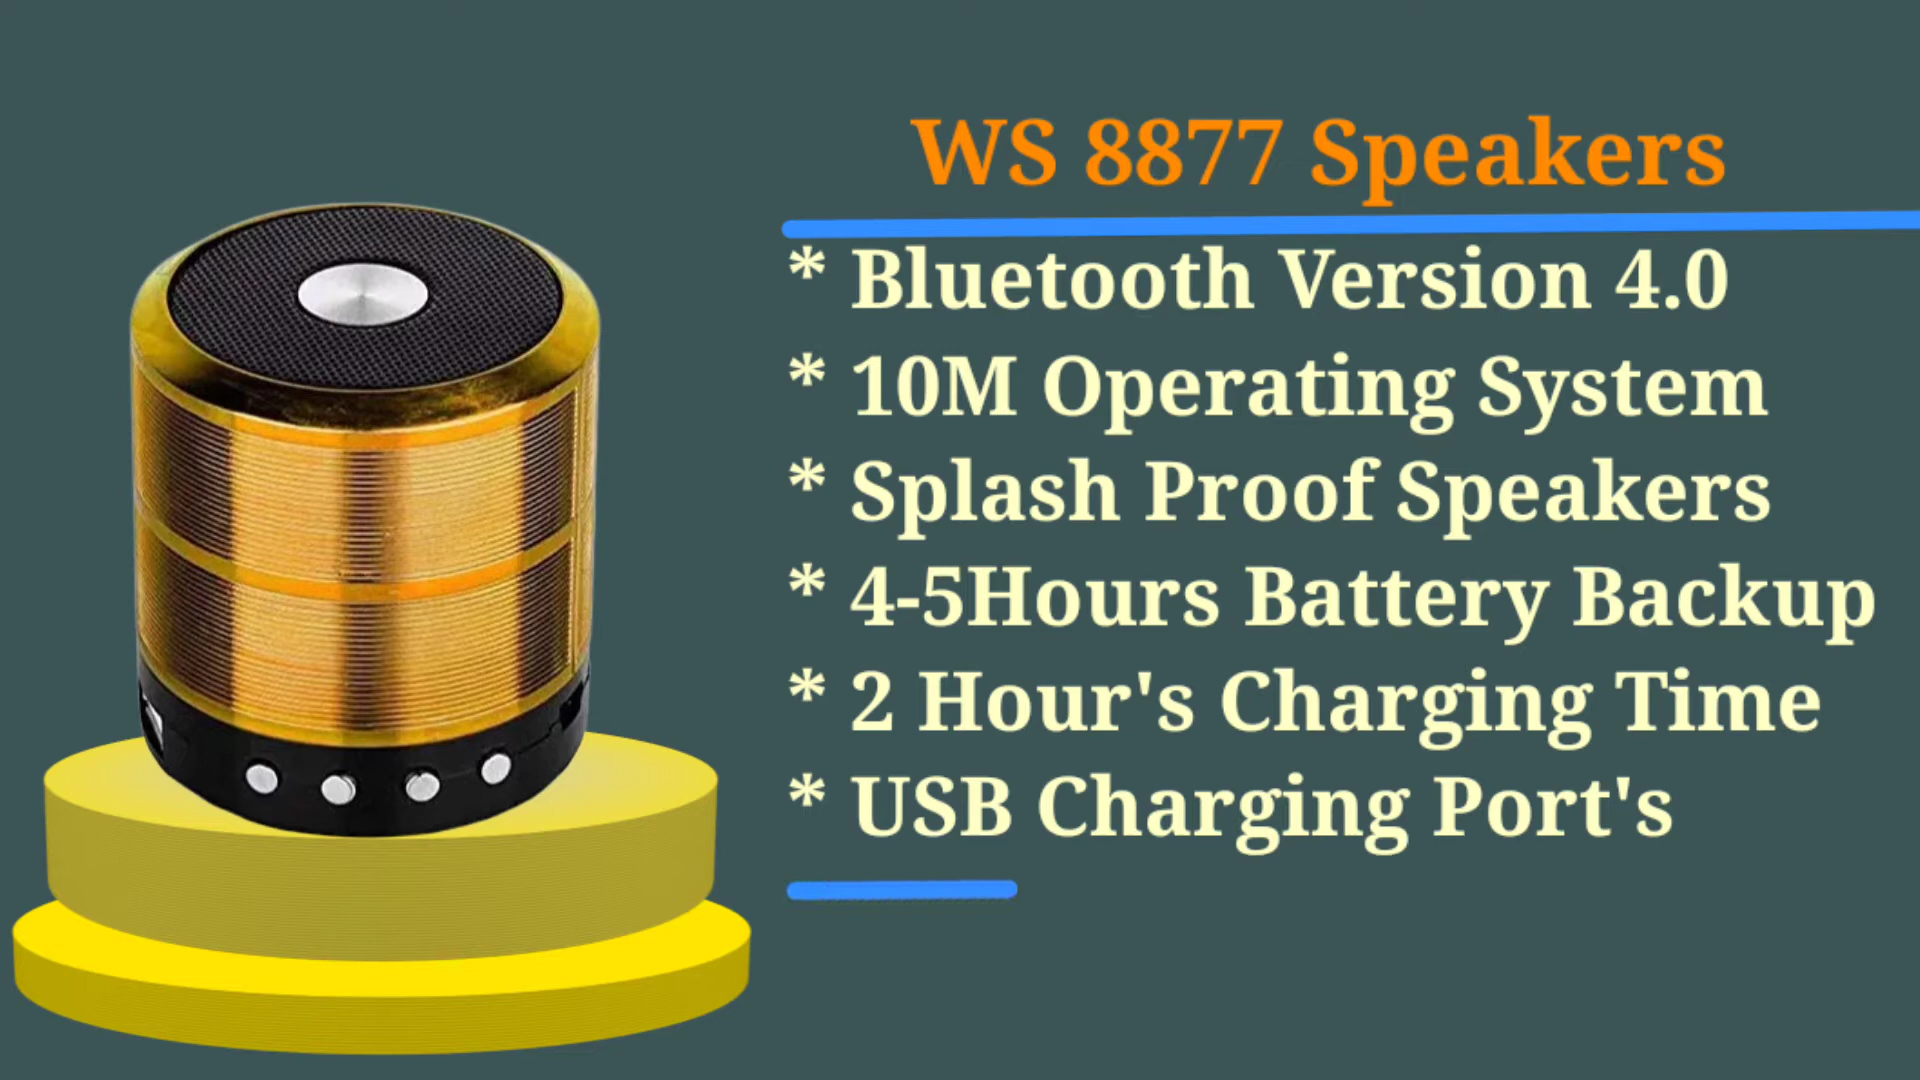 WS 8877 Speakers
* Bluetooth Version 4.0
* 10M Operating System
* Splash Proof Speakers
* 4-5Hours Battery Backup
* 2 Hour's Charging Time
* USB Charging Port's